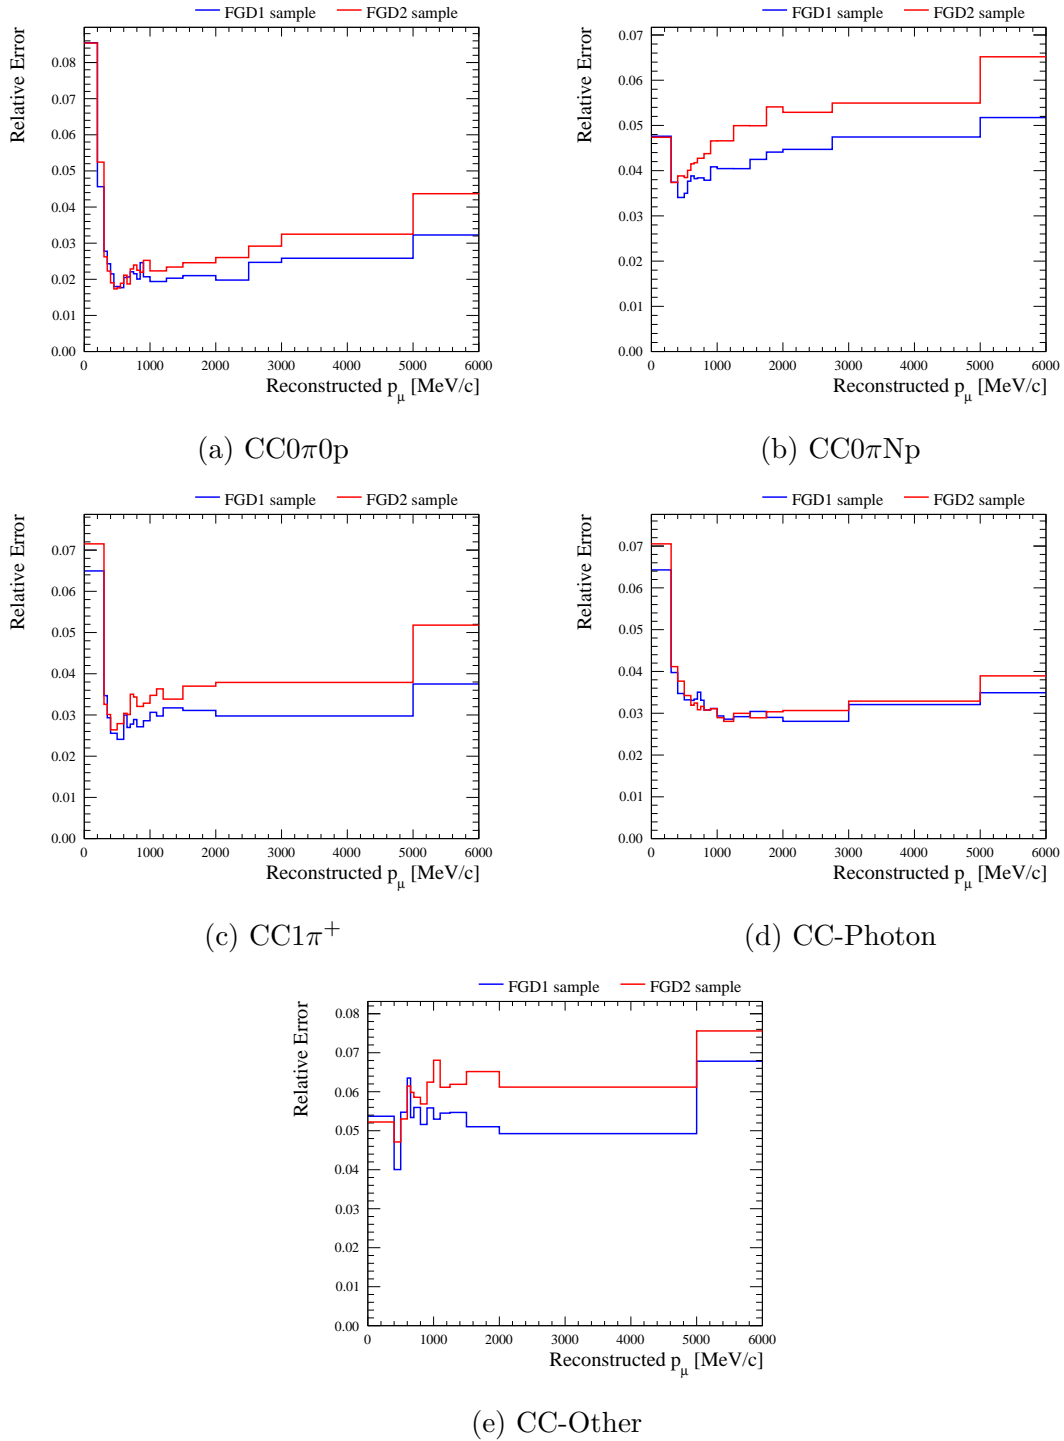 FGD1 sample FGD2 sample
Relative Error
0.08
0.07
0.06
0.05
0.04
0.03
0.02
0.01
0.00
0 1000 2000 3000 4000 5000 6000
Reconstructed pμ [MeV/c]
(a) CC0π0p
FGD1 sample FGD2 sample
Relative Error
0.07
0.06
0.05
0.04
0.03
0.02
0.01
0.00
0 1000 2000 3000 4000 5000 6000
Reconstructed pμ [MeV/c]
(b) CC0πNp
FGD1 sample FGD2 sample
Relative Error
0.07
0.06
0.05
0.04
0.03
0.02
0.01
0.00
0 1000 2000 3000 4000 5000 6000
Reconstructed pμ [MeV/c]
(c) CC1π+
FGD1 sample FGD2 sample
Relative Error
0.07
0.06
0.05
0.04
0.03
0.02
0.01
0.00
0 1000 2000 3000 4000 5000 6000
Reconstructed pμ [MeV/c]
(d) CC-Photon
FGD1 sample FGD2 sample
Relative Error
0.08
0.07
0.06
0.05
0.04
0.03
0.02
0.01
0.00
0 1000 2000 3000 4000 5000 6000
Reconstructed pμ [MeV/c]
(e) CC-Other